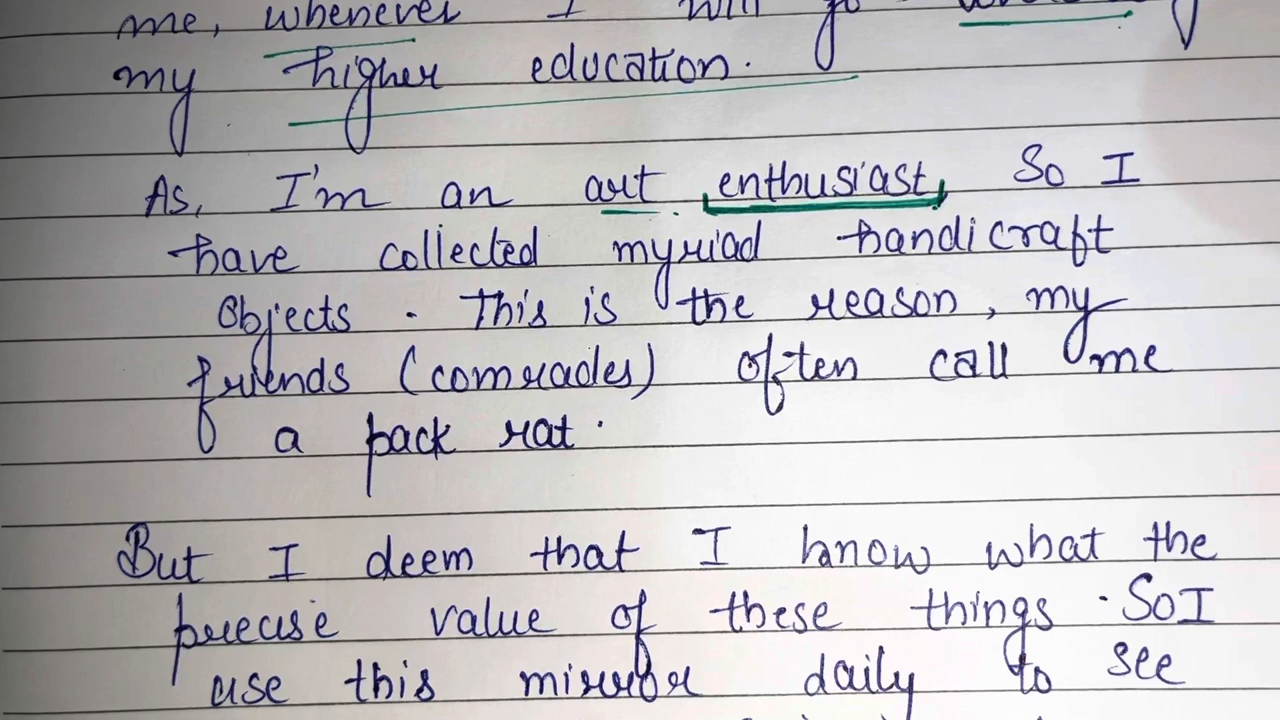 me, whenever I will go
my higher education.
As, I'm an art enthusiast, So I
have collected myriad handicraft
Objects. This is the reason, my
friends (comrades) often call me
a pack rat.
But I deem that I know what the
precise value of these things. So I
use this mirror daily to see